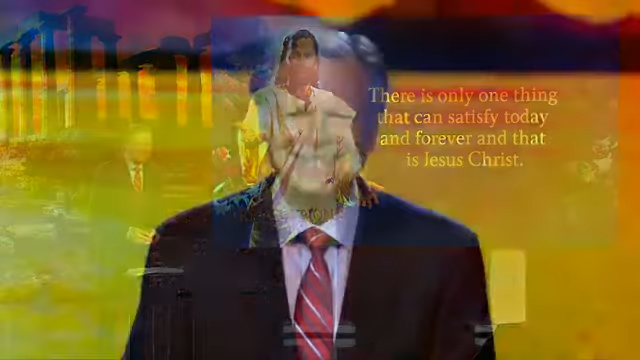 There is only one thing
that can satisfy today
and forever and that
is Jesus Christ.